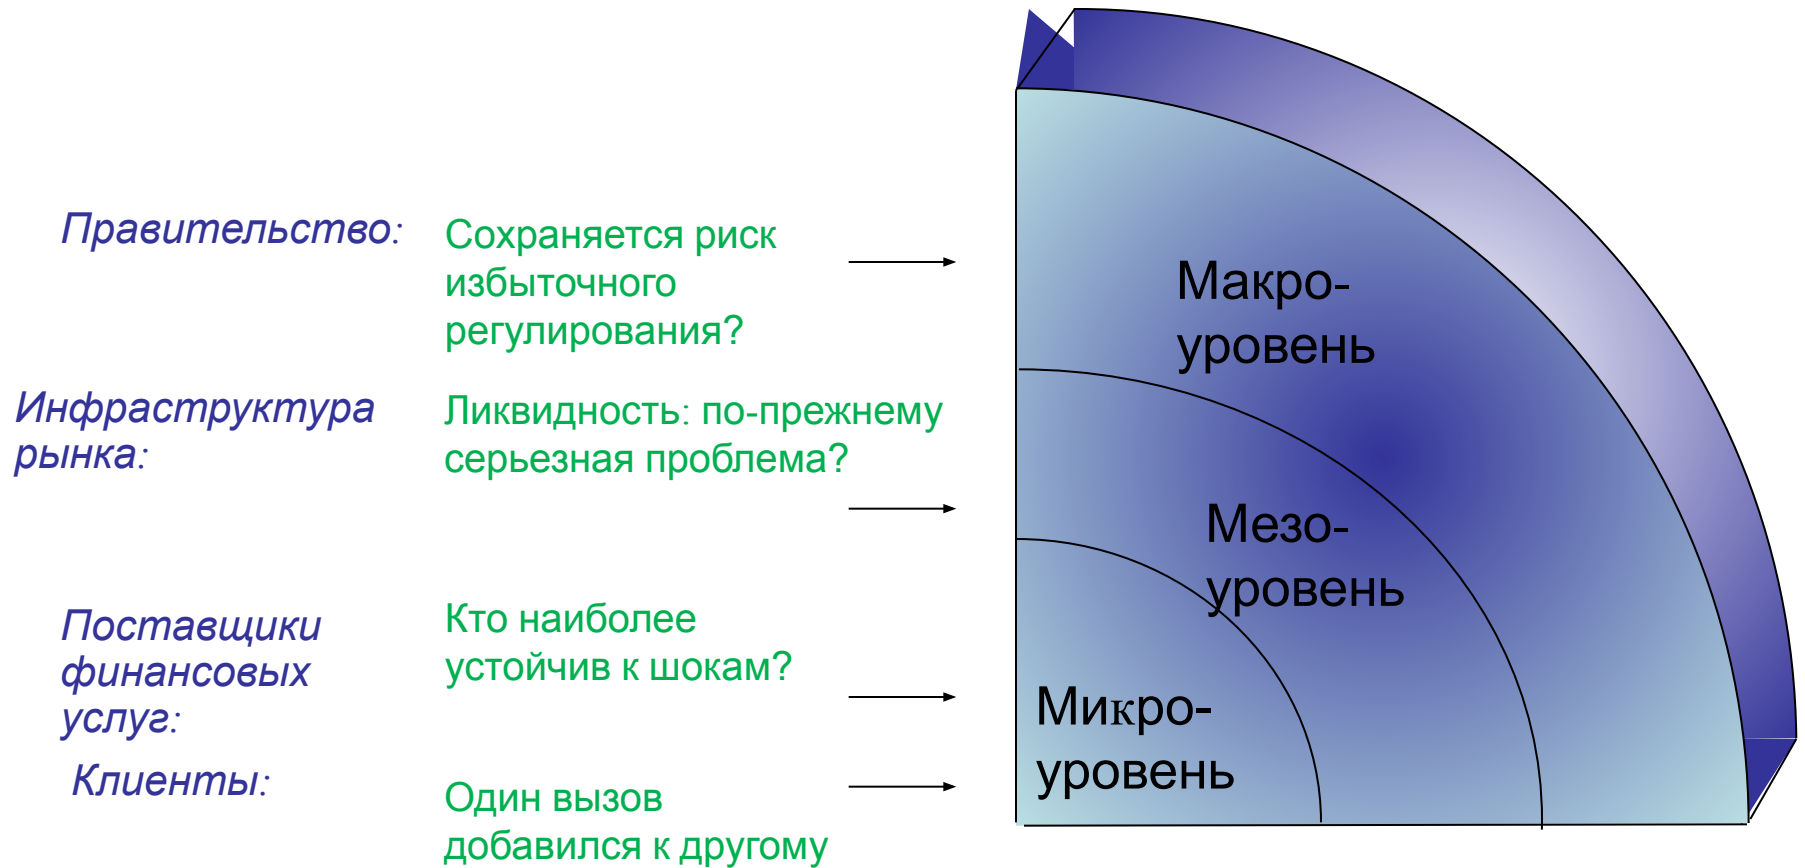 Правительство:
Сохраняется риск
избыточного
регулирования?
Инфраструктура
рынка:
Ликвидность: по-прежнему
серьезная проблема?
Поставщики
финансовых
услуг:
Кто наиболее
устойчив к шокам?
Клиенты:
Один вызов
добавился к другому
Макро-
уровень
Мезо-
уровень
Микро-
уровень